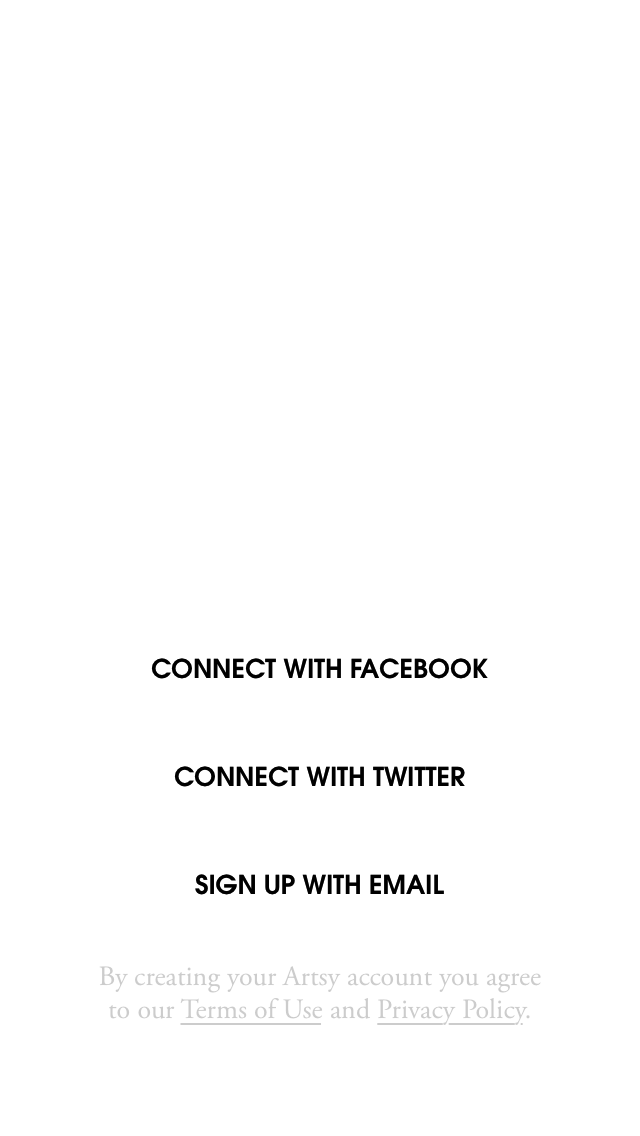 CONNECT WITH FACEBOOK
CONNECT WITH TWITTER
SIGN UP WITH EMAIL
By creating your Artsy account you agree
to our Terms of Use and Privacy Policy.